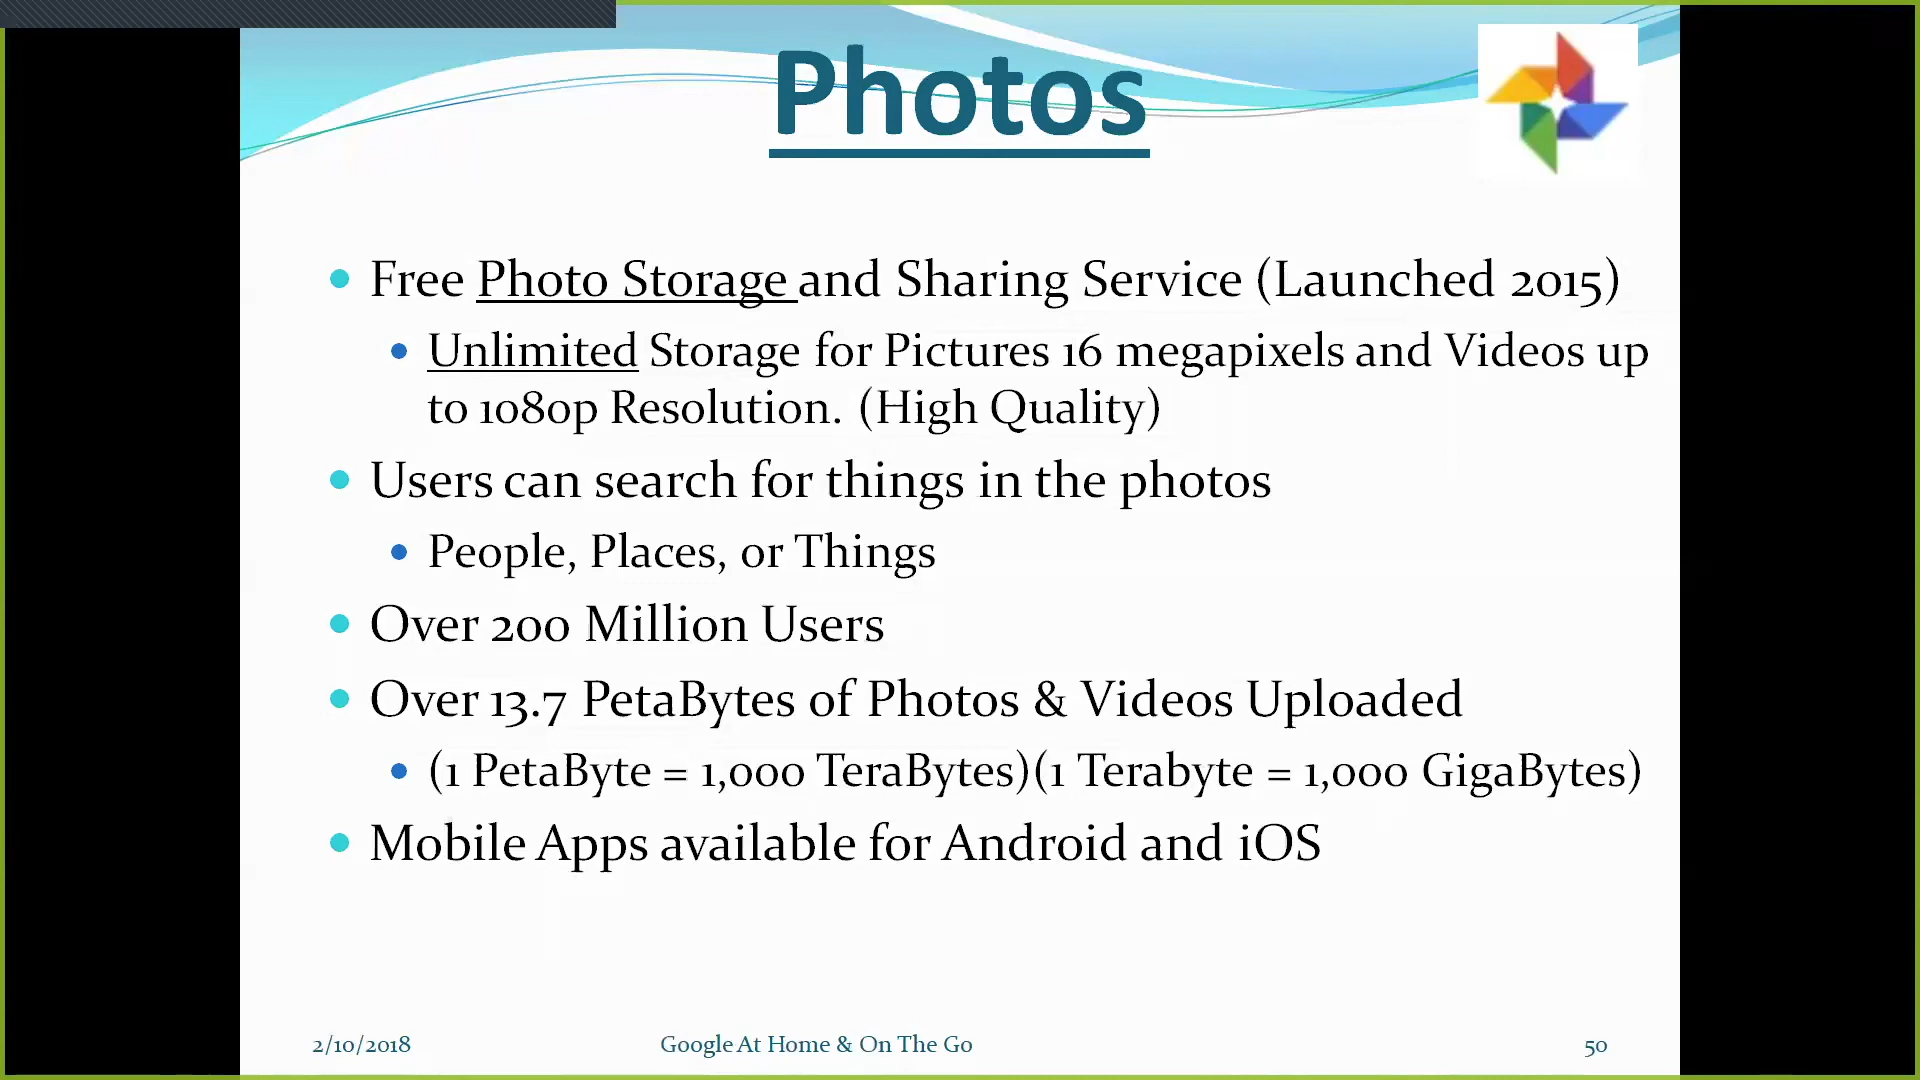 Photos
Free Photo Storage and Sharing Service (Launched 2015)
Unlimited Storage for Pictures 16 megapixels and Videos up
to 1080p Resolution. (High Quality)
Users can search for things in the photos
People, Places, or Things
Over 200 Million Users
Over 13.7 PetaBytes of Photos & Videos Uploaded
(1 PetaByte = 1,000 TeraBytes)(1 Terabyte = 1,000 GigaBytes)
Mobile Apps available for Android and iOS
2/10/2018 Google At Home & On The Go 50